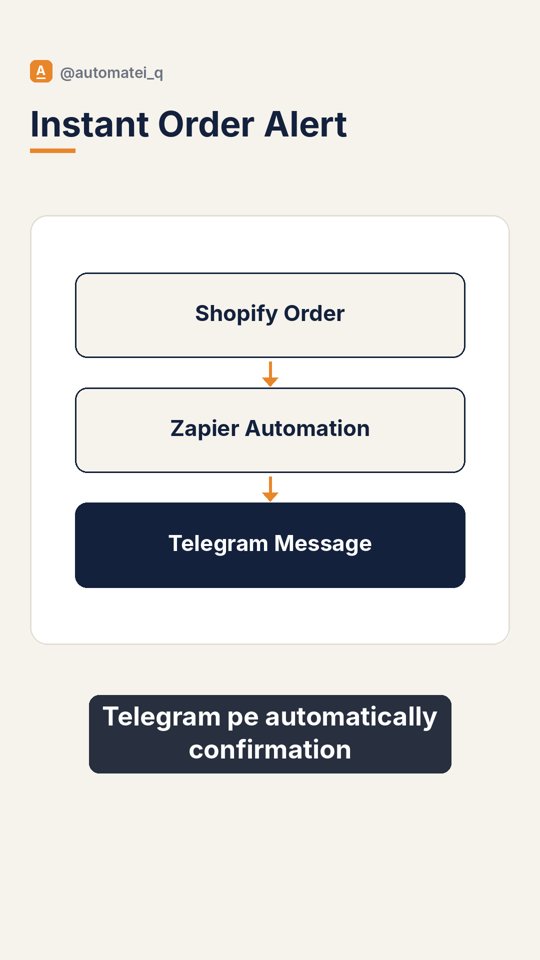 A @automatei_q
Instant Order Alert
Shopify Order
Zapier Automation
Telegram Message
Telegram pe automatically
confirmation